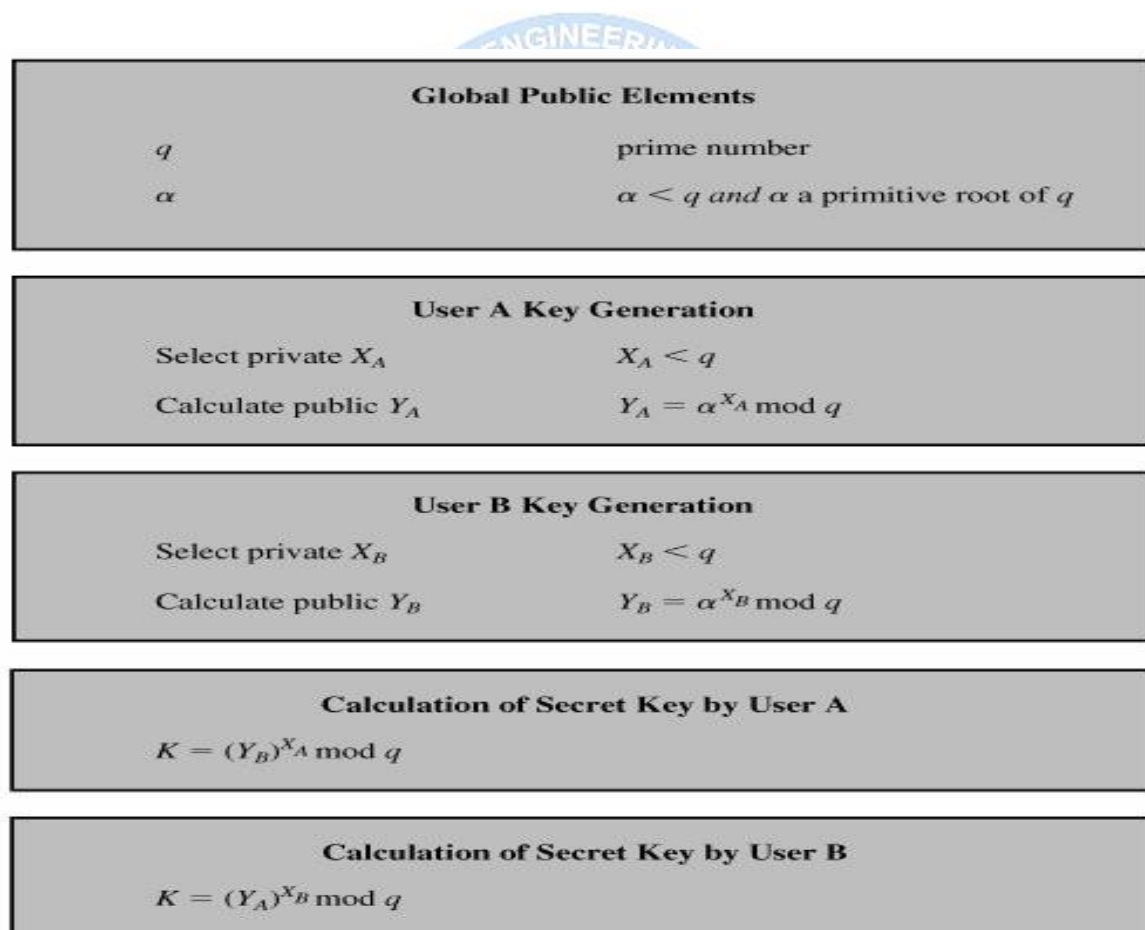 Global Public Elements
q prime number
α α < q and α a primitive root of q
User A Key Generation
Select private X_A X_A < q
Calculate public Y_A Y_A = α^{X_A} mod q
User B Key Generation
Select private X_B X_B < q
Calculate public Y_B Y_B = α^{X_B} mod q
Calculation of Secret Key by User A
K = (Y_B)^{X_A} mod q
Calculation of Secret Key by User B
K = (Y_A)^{X_B} mod q